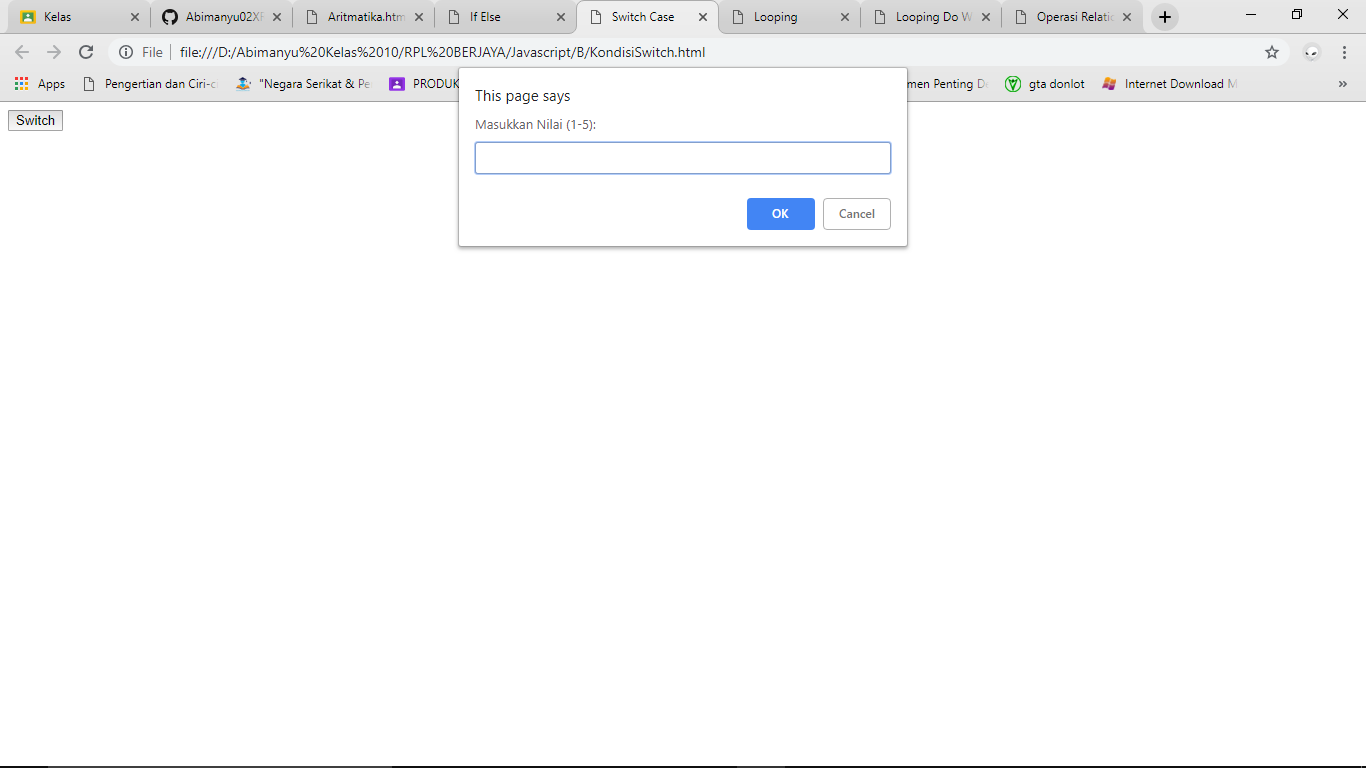 Kelas
Abimanyu02XR
Aritmatika.htm
If Else
Switch Case
Looping
Looping Do W
Operasi Relatio
File
file:///D:/Abimanyu%20Kelas%2010/RPL%20BERJAYA/Javascript/B/KondisiSwitch.html
Apps
Pengertian dan Ciri-c
"Negara Serikat & Pe
PRODUK
men Penting De
gta donlot
Internet Download M
»
Switch
This page says
Masukkan Nilai (1-5):
OK
Cancel